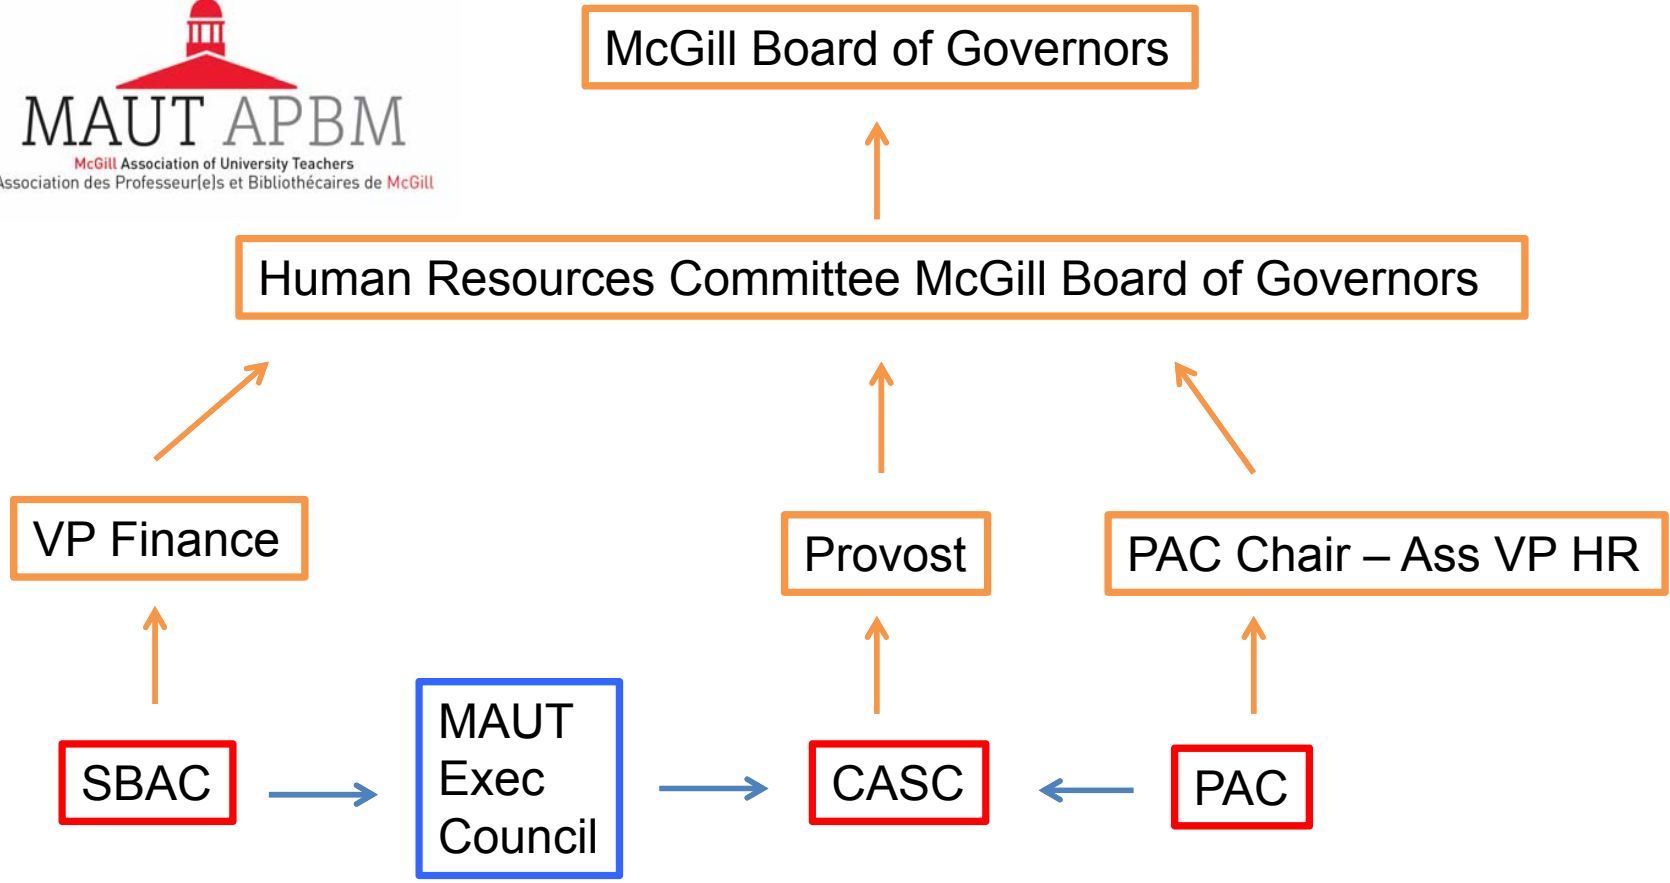 MAUT APBM
McGill Association of University Teachers
Association des Professeur(e)s et Bibliothécaires de McGill
McGill Board of Governors
Human Resources Committee McGill Board of Governors
VP Finance
Provost
PAC Chair – Ass VP HR
SBAC
MAUT
Exec
Council
CASC
PAC